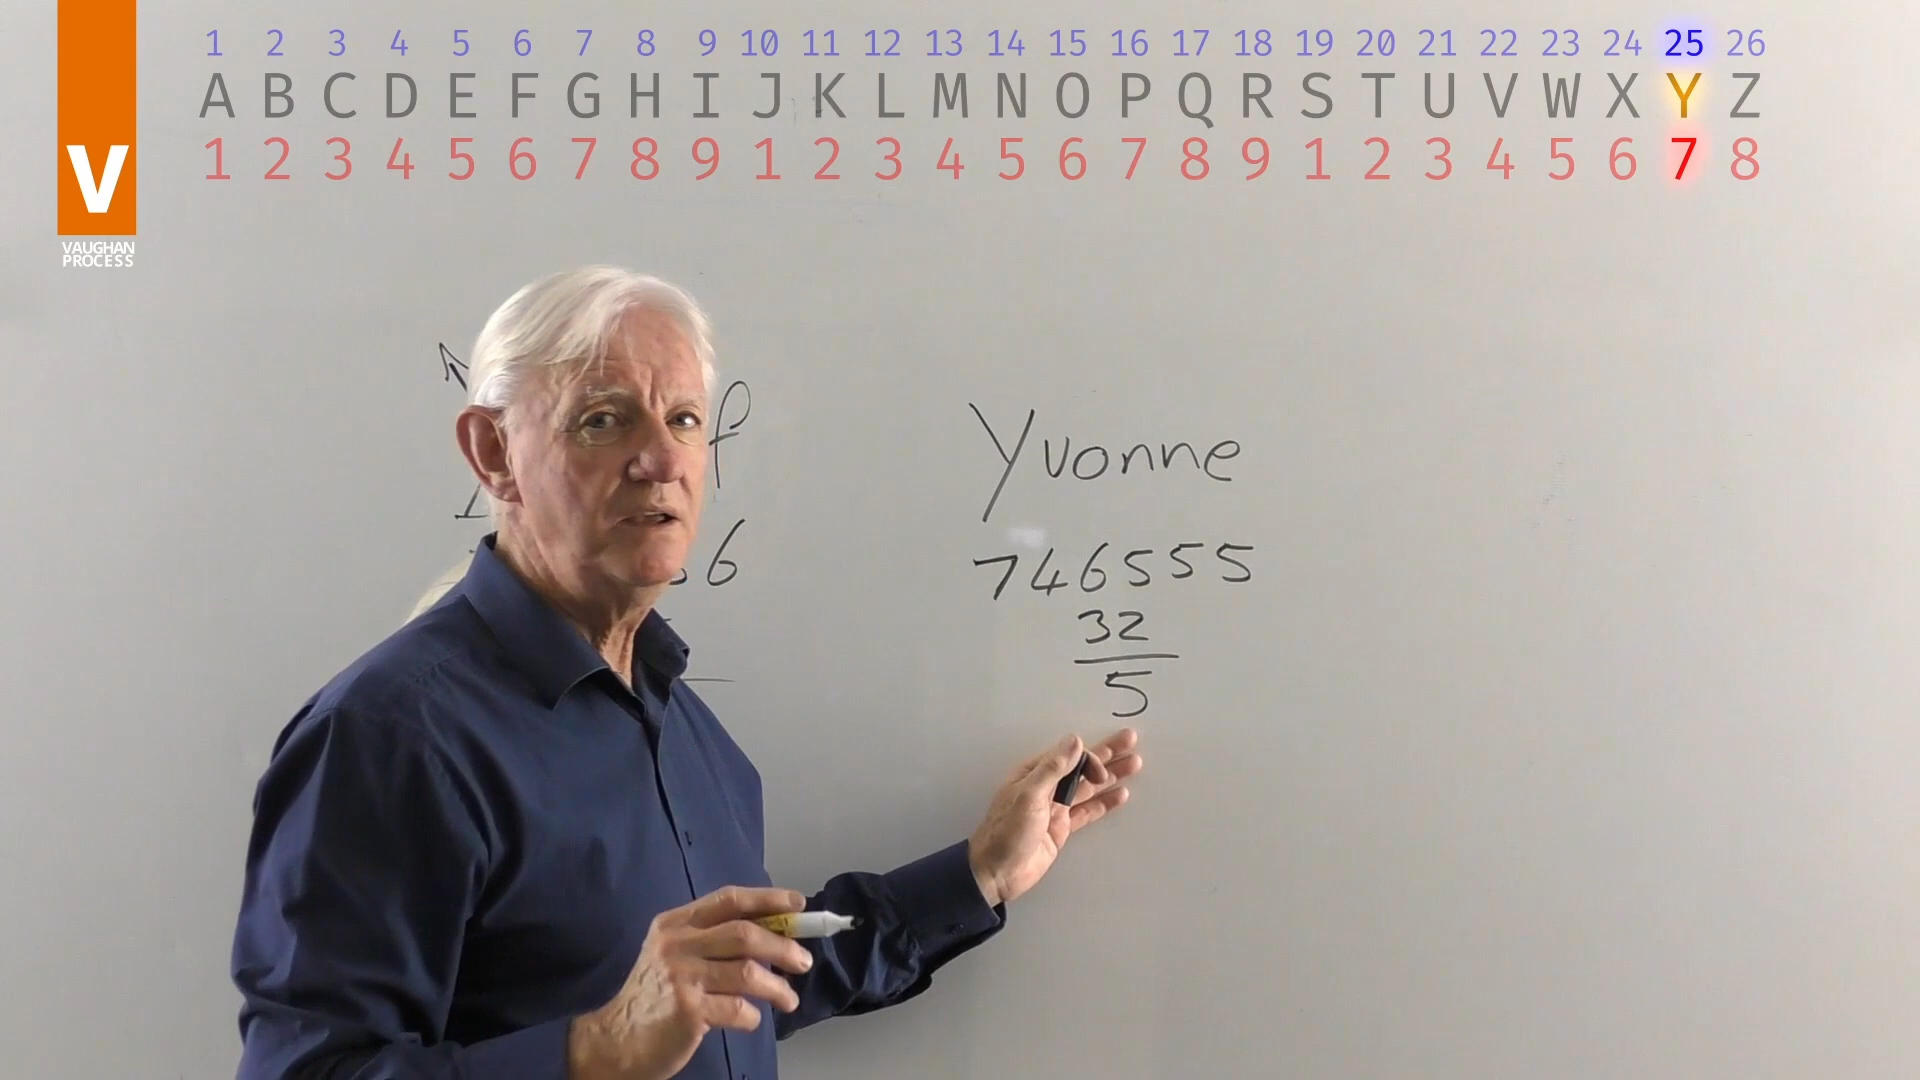 1 2 3 4 5 6 7 8 9 10 11 12 13 14 15 16 17 18 19 20 21 22 23 24 25 26
A B C D E F G H I J K L M N O P Q R S T U V W X Y Z
1 2 3 4 5 6 7 8 9 1 2 3 4 5 6 7 8 9 1 2 3 4 5 6 7 8
V
VAUGHAN
PROCESS
f
6
Yvonne
746555
32
5